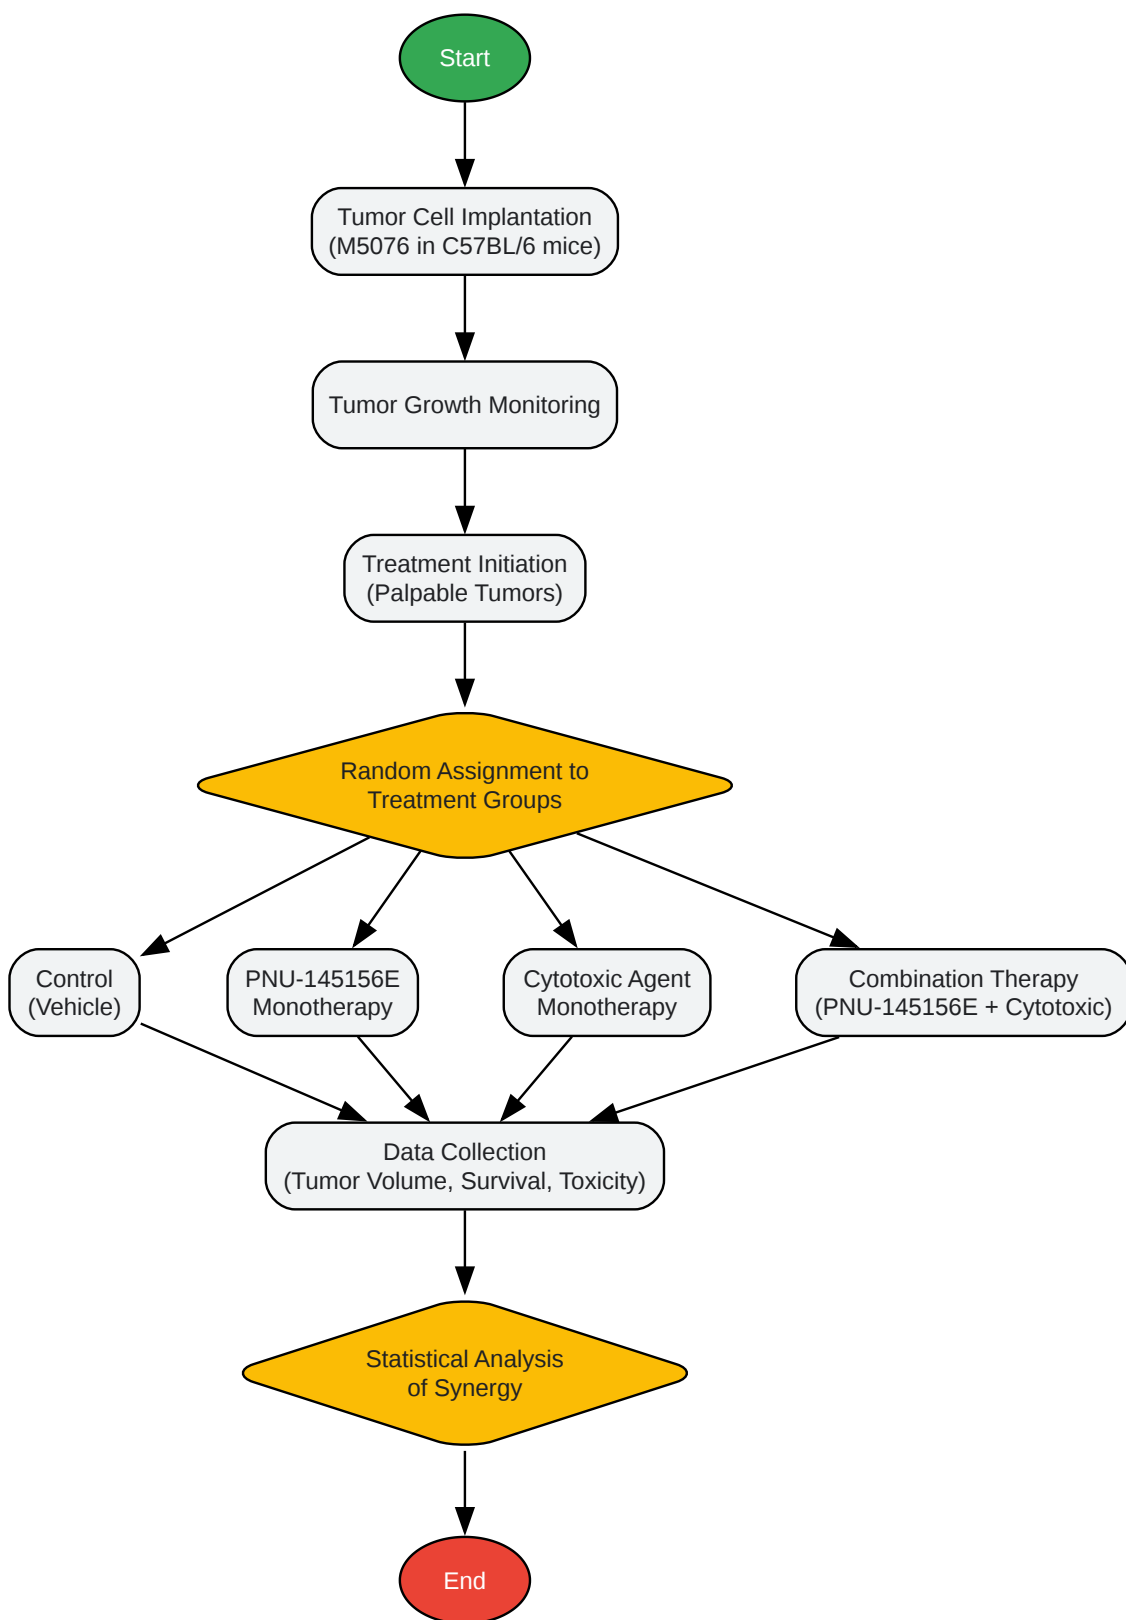 Start
Tumor Cell Implantation
(M5076 in C57BL/6 mice)
Tumor Growth Monitoring
Treatment Initiation
(Palpable Tumors)
Random Assignment to
Treatment Groups
Control
(Vehicle)
PNU-145156E
Monotherapy
Cytotoxic Agent
Monotherapy
Combination Therapy
(PNU-145156E + Cytotoxic)
Data Collection
(Tumor Volume, Survival, Toxicity)
Statistical Analysis
of Synergy
End